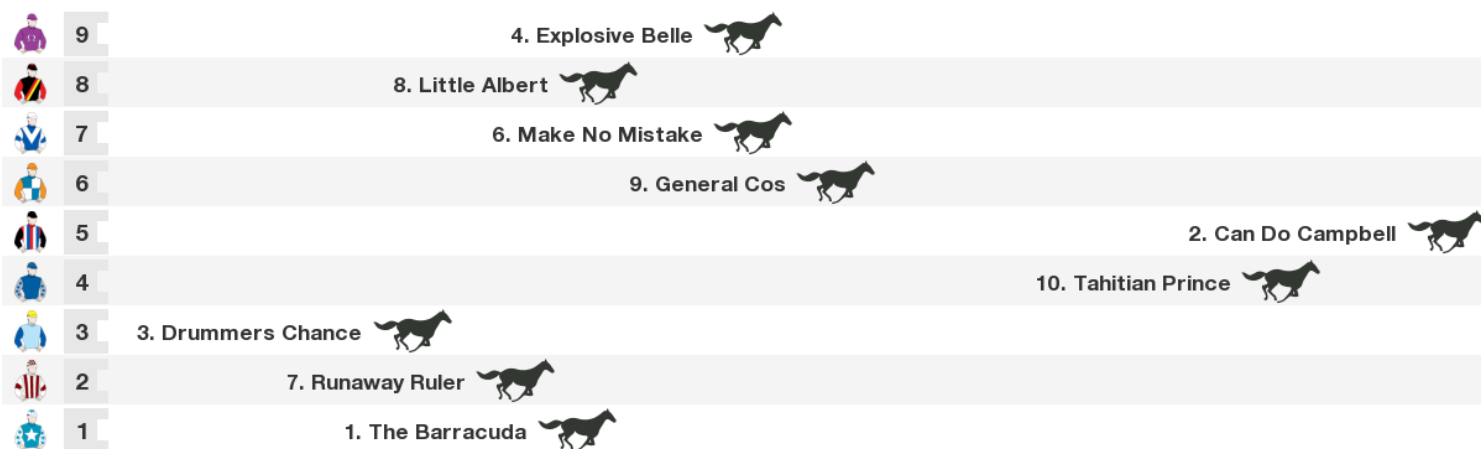 9 4. Explosive Belle
8 8. Little Albert
7 6. Make No Mistake
6 9. General Cos
5 2. Can Do Campbell
4 10. Tahitian Prince
3 3. Drummers Chance
2 7. Runaway Ruler
1 1. The Barracuda